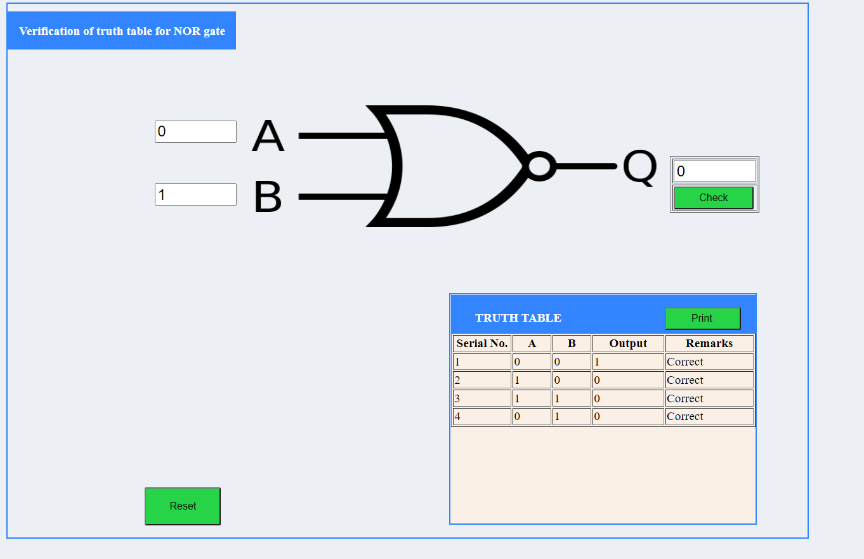 Verification of truth table for NOR gate
0 A
Q 0
Check
1 B
TRUTH TABLE Print
Serial No. A B Output Remarks
1 0 0 1 Correct
2 1 0 0 Correct
3 1 1 0 Correct
4 0 1 0 Correct
Reset